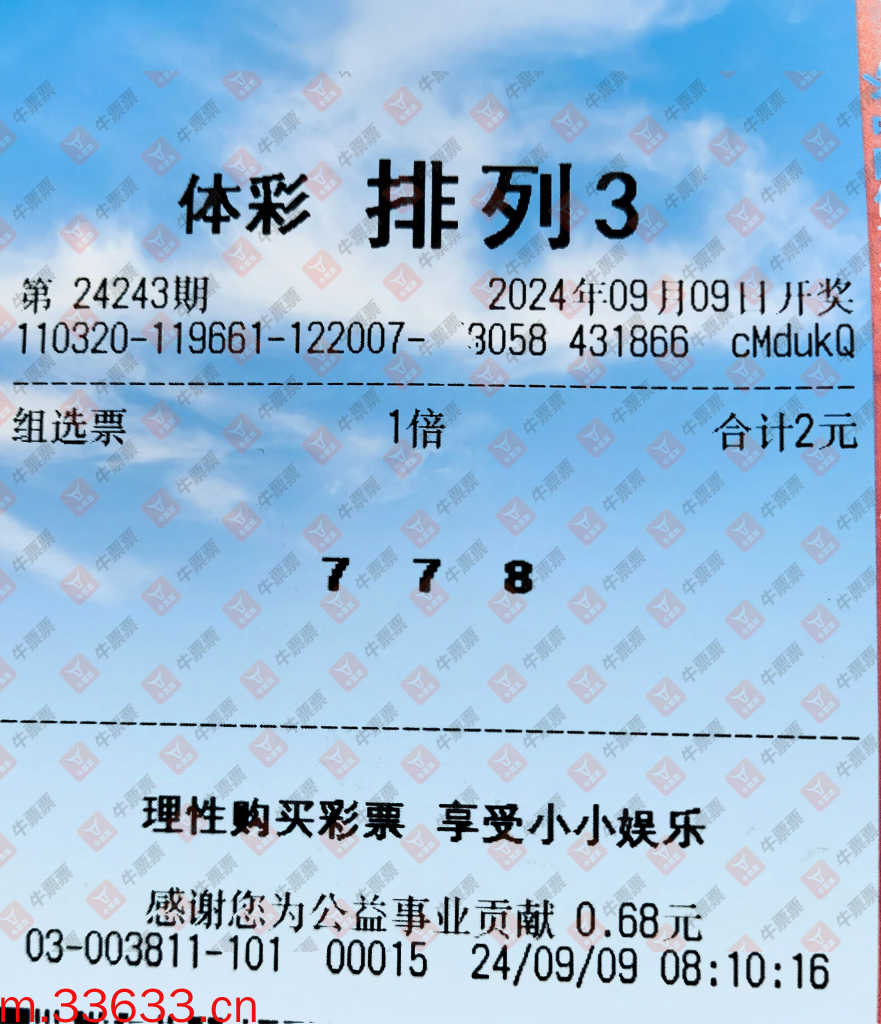 体彩 排列3
第 24243期 2024年09月09日开奖
110320-119661-122007- 3058 431866 cMdukQ
组选票 1倍 合计2元
7 7 8
理性购买彩票 享受小小娱乐
感谢您为公益事业贡献 0.68元
03-003811-101 00015 24/09/09 08:10:16
m.33633.cn
牛票票